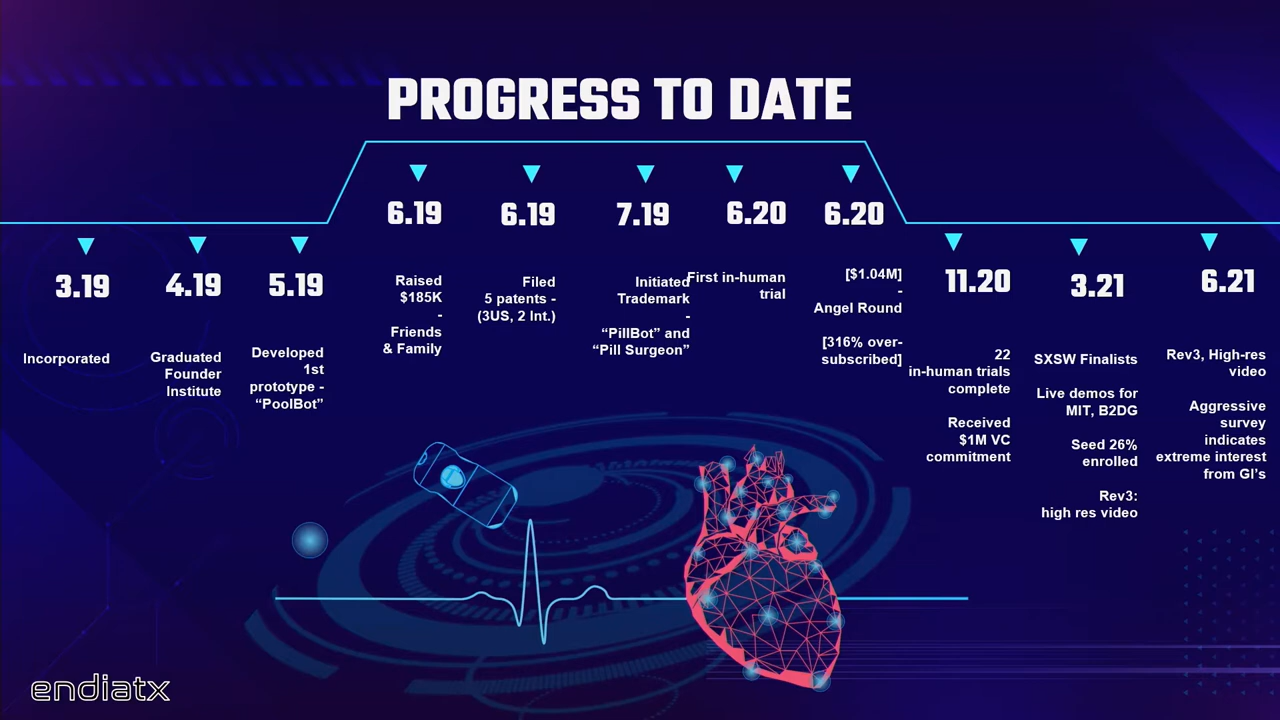 PROGRESS TO DATE
3.19
Incorporated
4.19
Graduated
Founder
Institute
5.19
Developed
1st
prototype -
“PoolBot”
6.19
Raised
$185K
-
Friends
& Family
6.19
Filed
5 patents -
(3US, 2 Int.)
7.19
Initiated
Trademark
-
“PillBot” and
“Pill Surgeon”
6.20
First in-human
trial
6.20
[$1.04M]
-
Angel Round
[316% over-
subscribed]
11.20
22
in-human trials
complete
Received
$1M VC
commitment
3.21
SXSW Finalists
Live demos for
MIT, B2DG
Seed 26%
enrolled
Rev3:
high res video
6.21
Rev3, High-res
video
Aggressive
survey
indicates
extreme interest
from GI’s
endiatx